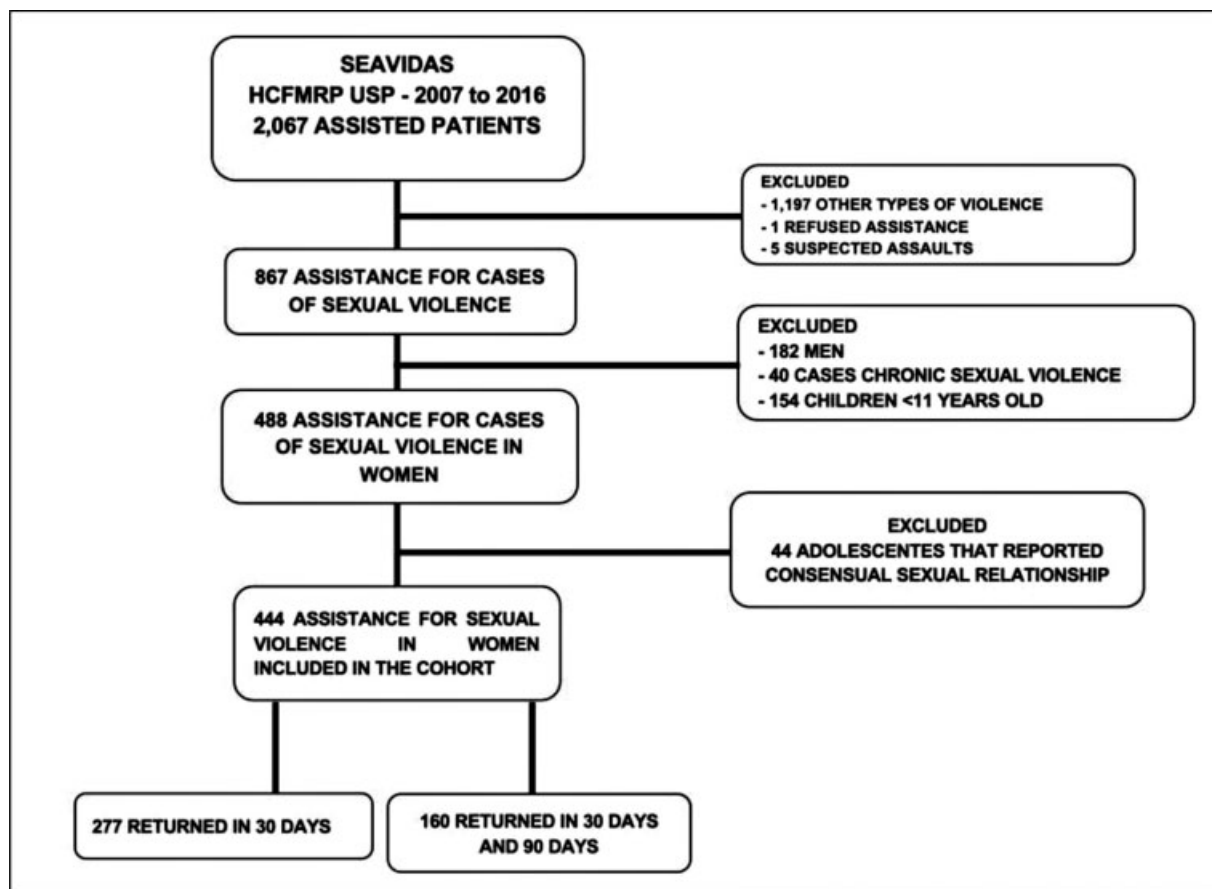 SEAVIDAS
HCFMRP USP - 2007 to 2016
2,067 ASSISTED PATIENTS
EXCLUDED
- 1,197 OTHER TYPES OF VIOLENCE
- 1 REFUSED ASSISTANCE
- 5 SUSPECTED ASSAULTS
867 ASSISTANCE FOR CASES
OF SEXUAL VIOLENCE
EXCLUDED
- 182 MEN
- 40 CASES CHRONIC SEXUAL VIOLENCE
- 154 CHILDREN <11 YEARS OLD
488 ASSISTANCE FOR CASES
OF SEXUAL VIOLENCE IN
WOMEN
EXCLUDED
44 ADOLESCENTES THAT REPORTED
CONSENSUAL SEXUAL RELATIONSHIP
444 ASSISTANCE FOR SEXUAL
VIOLENCE IN WOMEN
INCLUDED IN THE COHORT
277 RETURNED IN 30 DAYS
160 RETURNED IN 30 DAYS
AND 90 DAYS